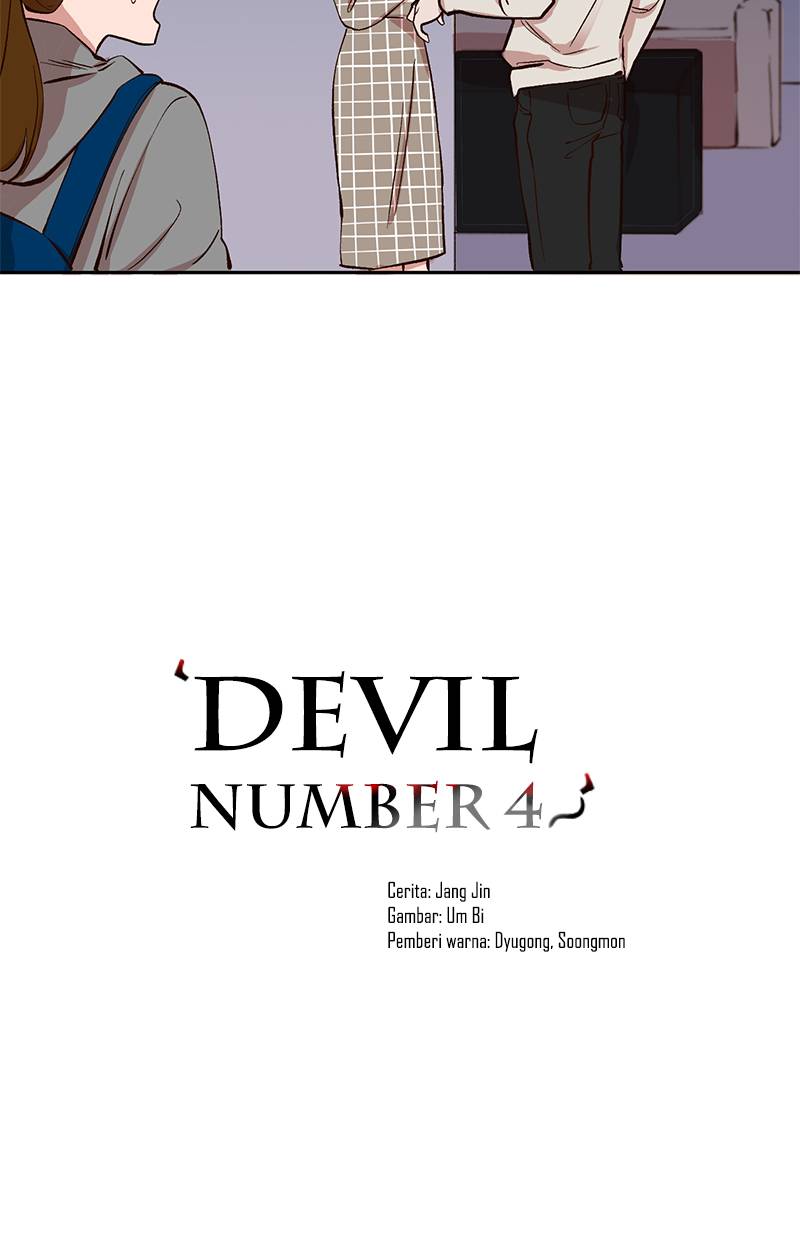 DEVIL
NUMBER 4
Cerita: Jang Jin
Gambar: Um Bi
Pemberi warna: Dyugong, Soongmon